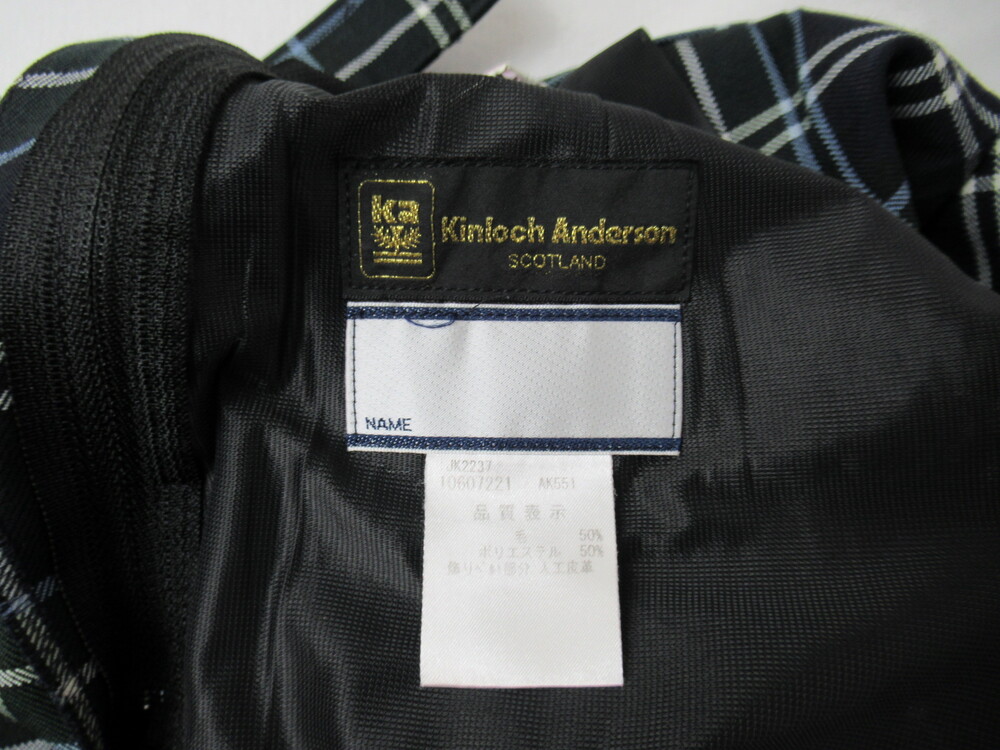 ka
Kinloch Anderson
SCOTLAND
NAME
JK2237
10607221 AK551
品質表示
毛 50%
ポリエステル 50%
飾りベルト部分 人工皮革